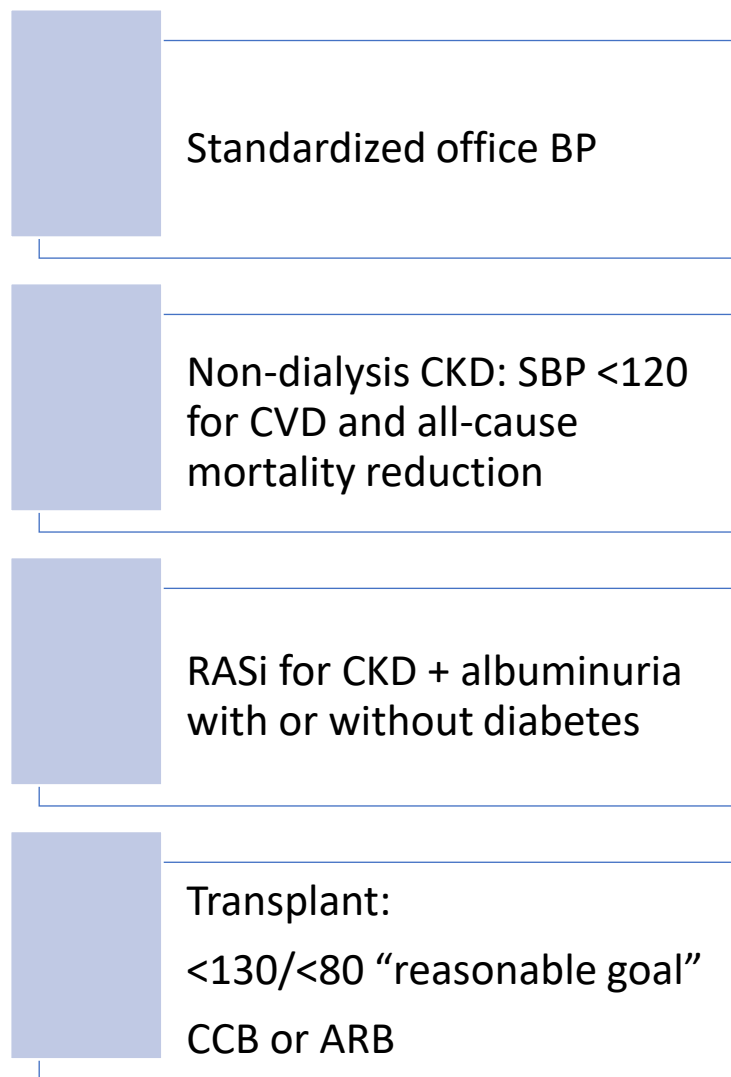 Standardized office BP
Non-dialysis CKD: SBP <120
for CVD and all-cause
mortality reduction
RASi for CKD + albuminuria
with or without diabetes
Transplant:
<130/<80 “reasonable goal”
CCB or ARB